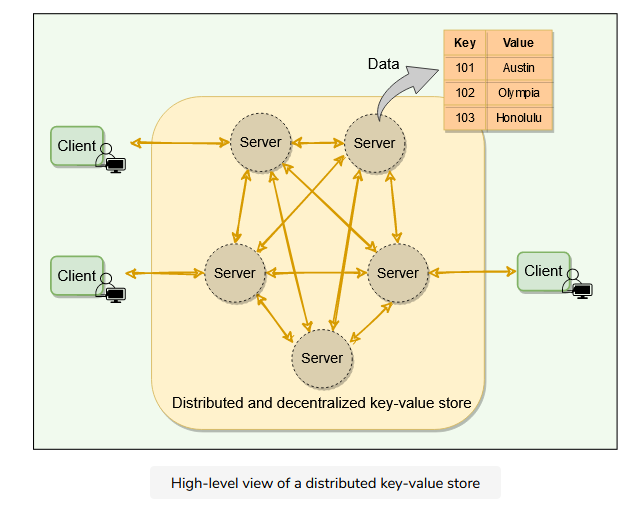 Data
Key Value
101 Austin
102 Olympia
103 Honolulu
Client
Server
Server
Client
Server
Server
Client
Server
Distributed and decentralized key-value store
High-level view of a distributed key-value store